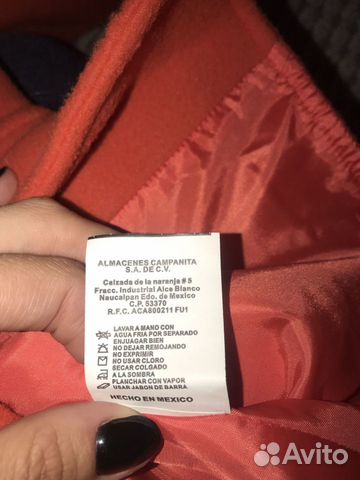 ALMACENES CAMPANITA
S.A. DE C.V.
Calzada de la naranja # 5
Fracc. Industrial Alce Blanco
Naucalpan Edo. de Mexico
C.P. 53370
R.F.C. ACA800211 FU1
LAVAR A MANO CON
AGUA FRIA POR SEPARADO
ENJUAGAR BIEN
NO DEJAR REMOJANDO
NO EXPRIMIR
NO USAR CLORO
SECAR COLGADO
A LA SOMBRA
PLANCHAR CON VAPOR
USAR JABON DE BARRA
HECHO EN MEXICO
Avito